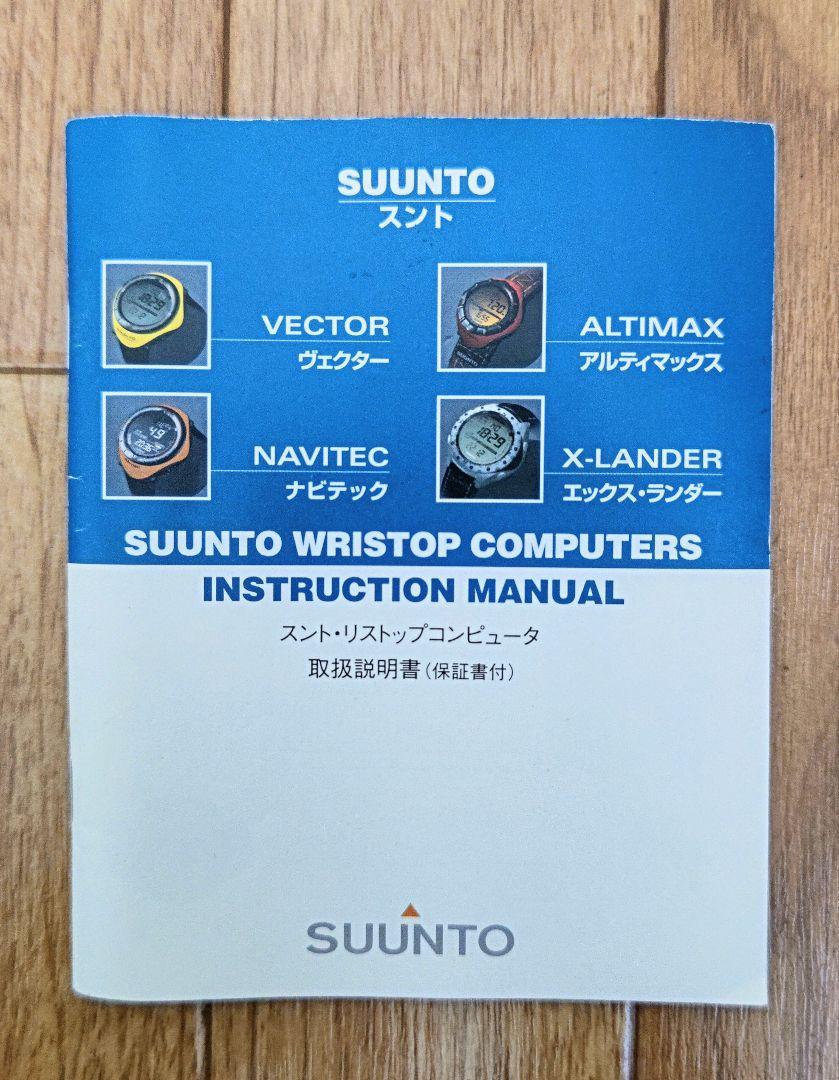 SUUNTO
スント
VECTOR
ヴェクター
ALTIMAX
アルティマックス
NAVITEC
ナビテック
X-LANDER
エックス・ランダー
SUUNTO WRISTOP COMPUTERS
INSTRUCTION MANUAL
スント・リストップコンピュータ
取扱説明書(保証書付)
SUUNTO